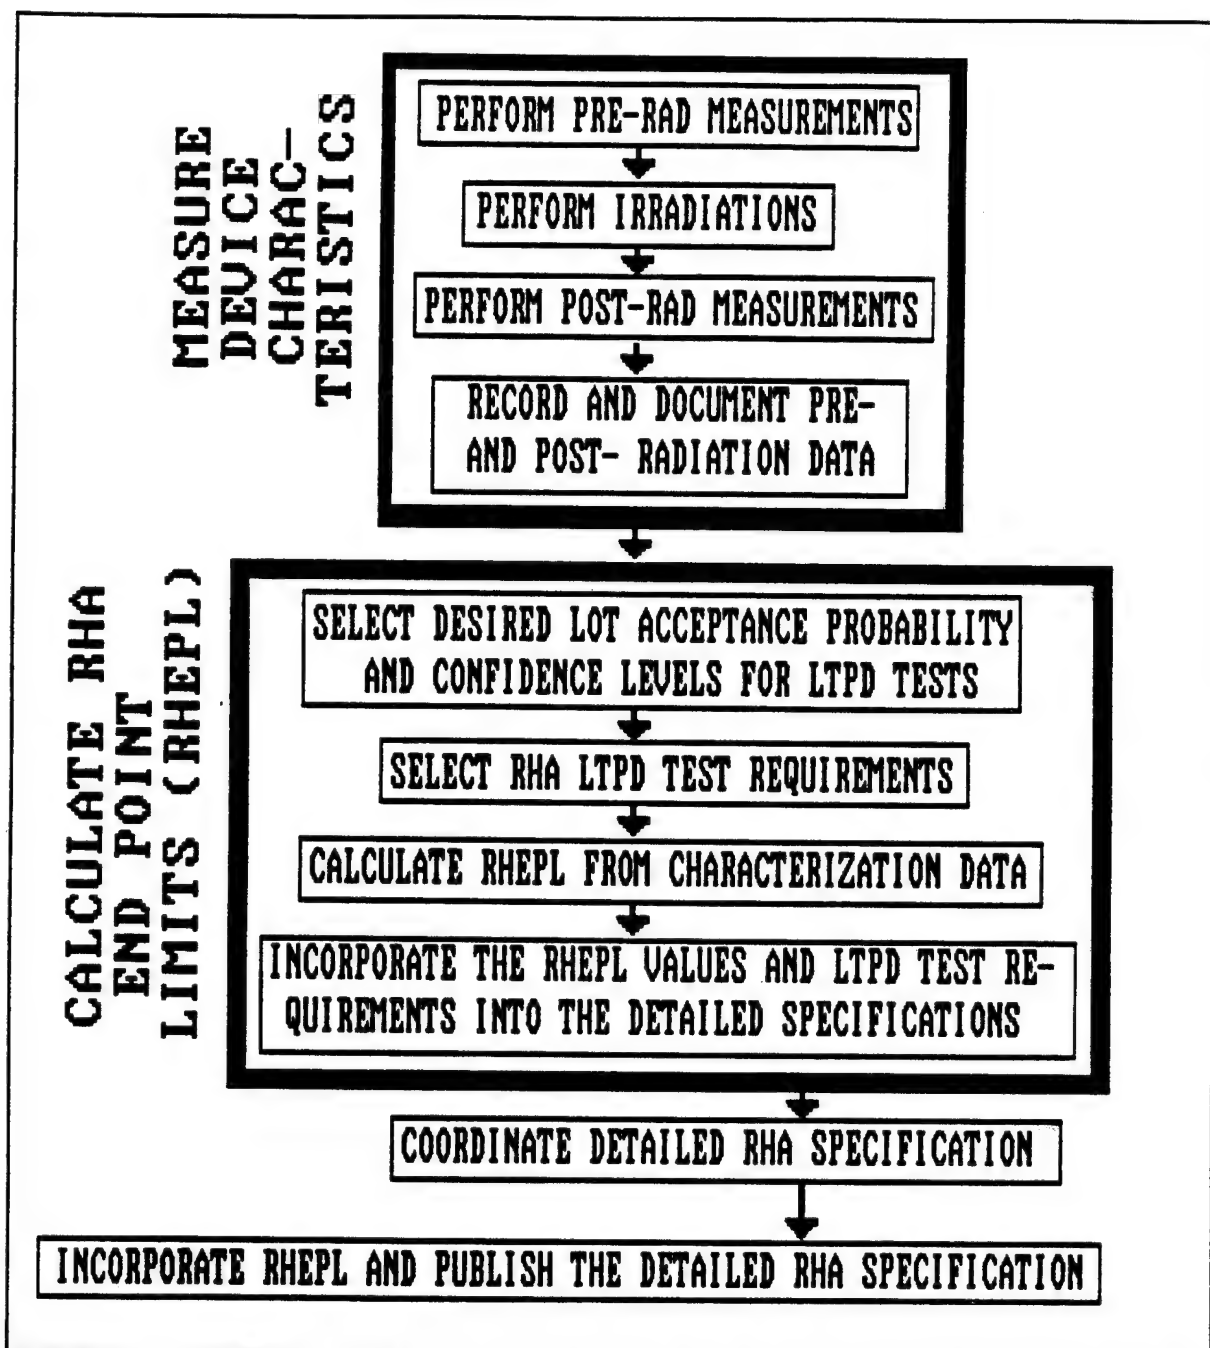 MEASURE
DEVICE
CHARAC-
TERISTICS
PERFORM PRE-RAD MEASUREMENTS
PERFORM IRRADIATIONS
PERFORM POST-RAD MEASUREMENTS
RECORD AND DOCUMENT PRE-
AND POST- RADIATION DATA
CALCULATE RHA
END POINT
LIMITS (RHEPL)
SELECT DESIRED LOT ACCEPTANCE PROBABILITY
AND CONFIDENCE LEVELS FOR LTPD TESTS
SELECT RHA LTPD TEST REQUIREMENTS
CALCULATE RHEPL FROM CHARACTERIZATION DATA
INCORPORATE THE RHEPL VALUES AND LTPD TEST RE-
QUIREMENTS INTO THE DETAILED SPECIFICATIONS
COORDINATE DETAILED RHA SPECIFICATION
INCORPORATE RHEPL AND PUBLISH THE DETAILED RHA SPECIFICATION